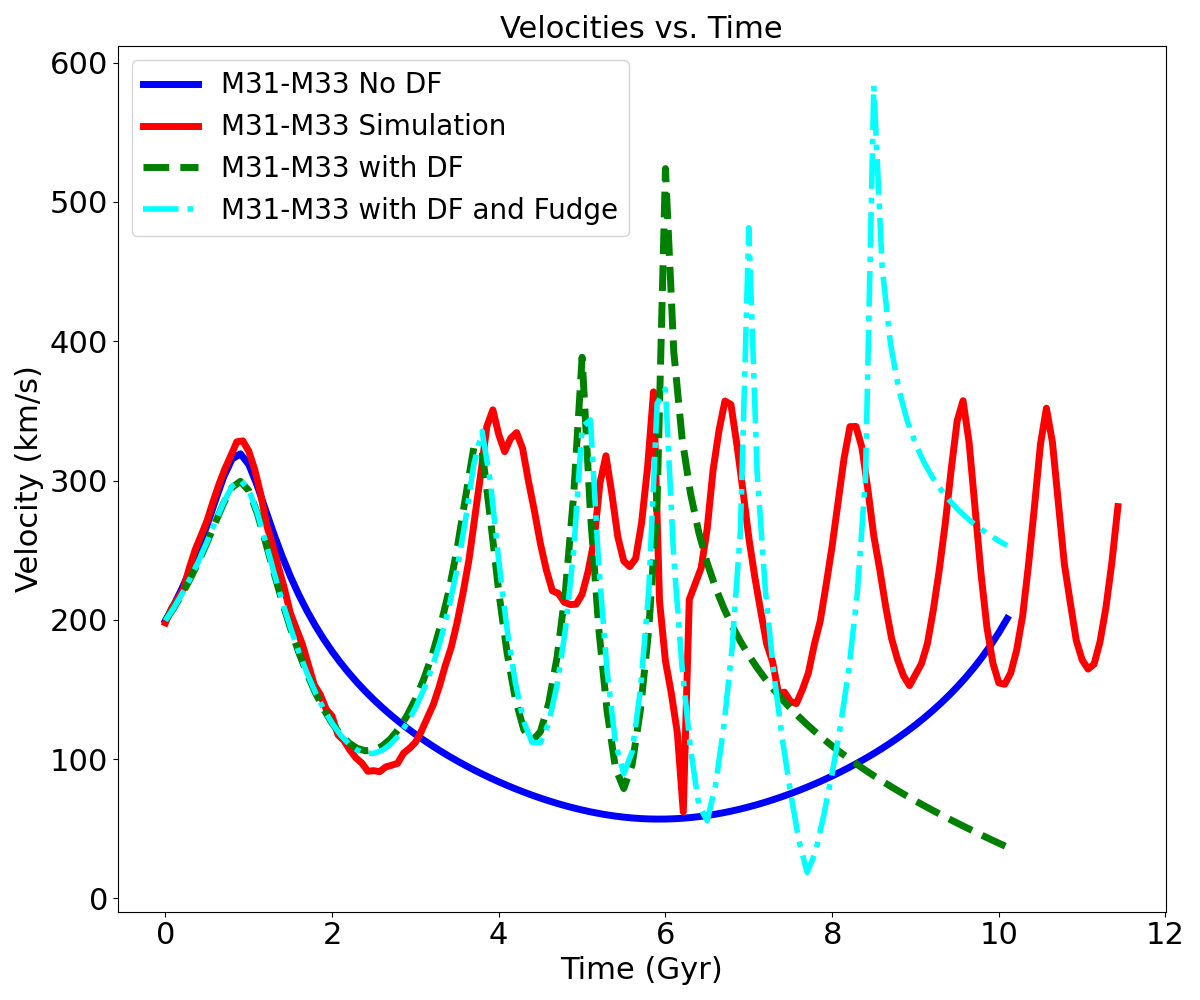 Velocities vs. Time
M31-M33 No DF
M31-M33 Simulation
M31-M33 with DF
M31-M33 with DF and Fudge
Velocity (km/s)
600
500
400
300
200
100
0
0 2 4 6 8 10 12
Time (Gyr)